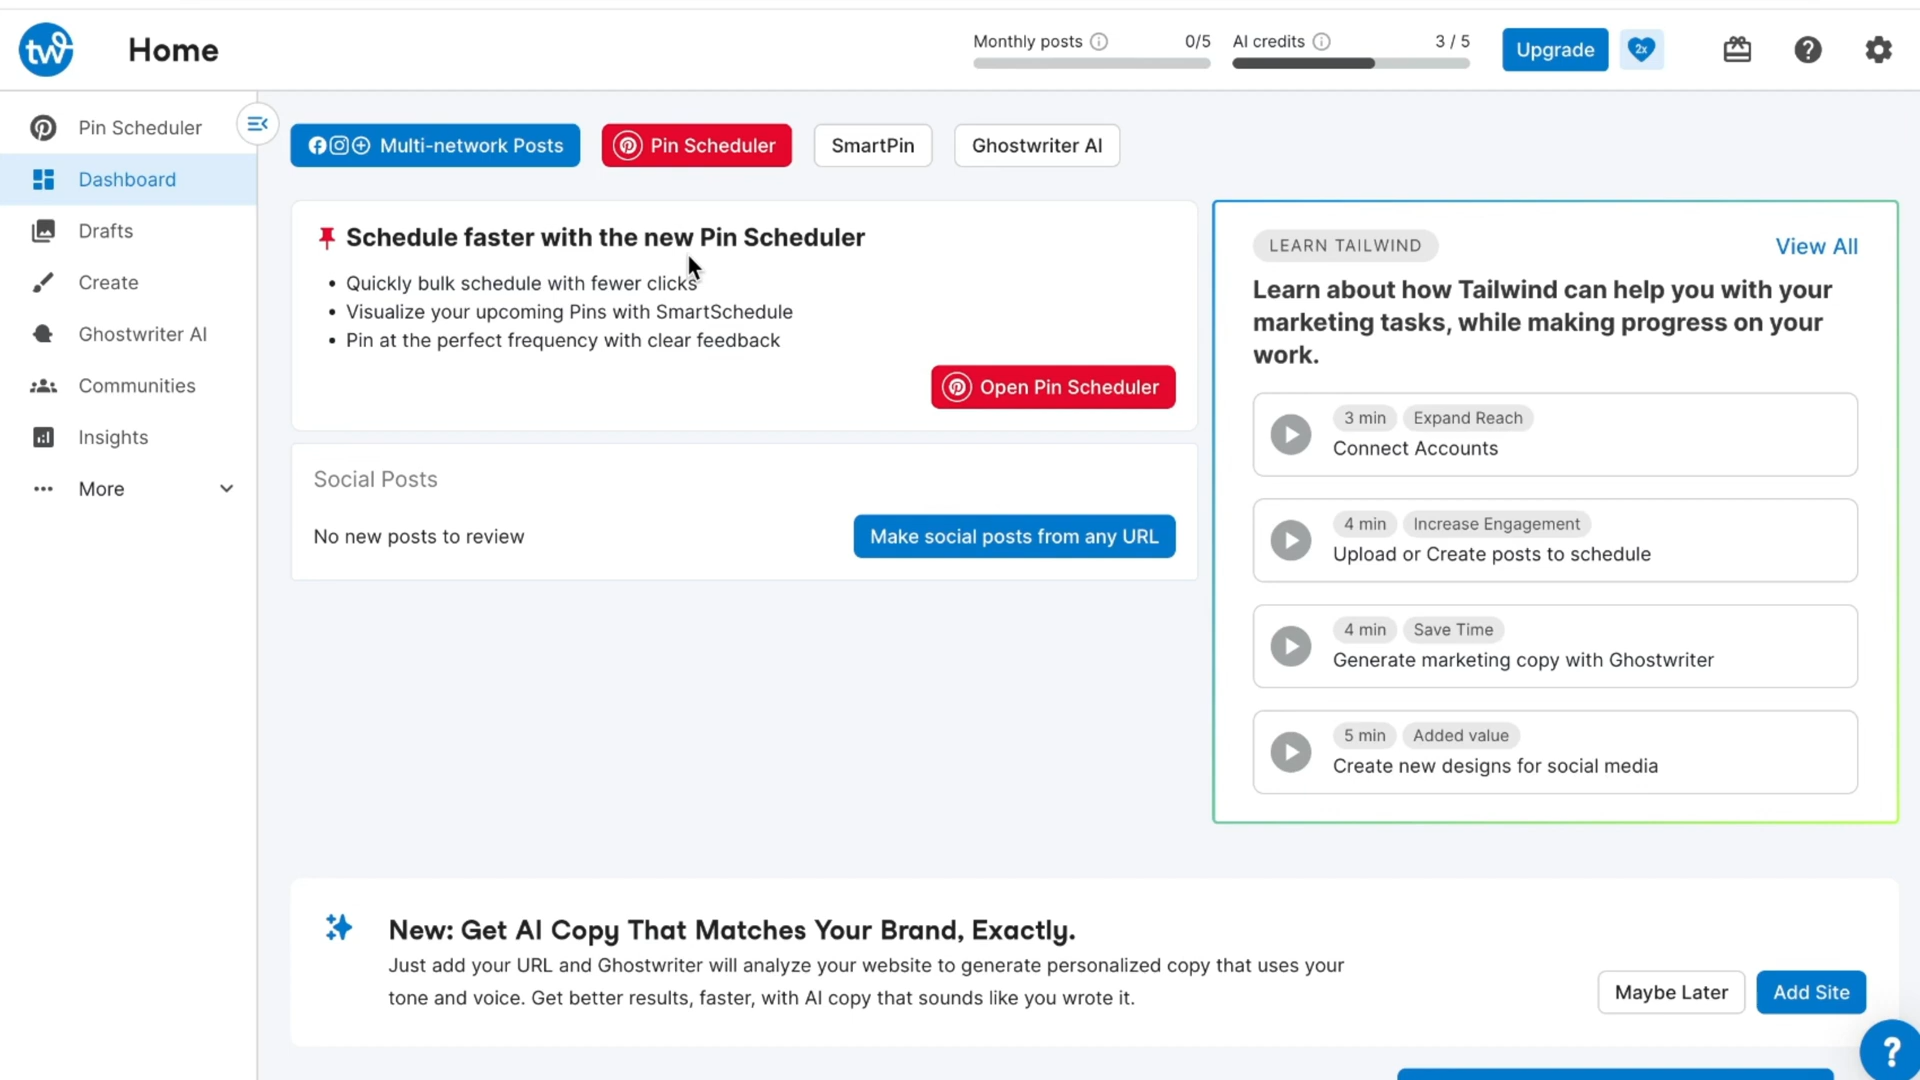 tw
Home
Monthly posts
0/5
AI credits
3 / 5
Upgrade
2x
Pin Scheduler
Dashboard
Drafts
Create
Ghostwriter AI
Communities
Insights
More
Multi-network Posts
Pin Scheduler
SmartPin
Ghostwriter AI
Schedule faster with the new Pin Scheduler
• Quickly bulk schedule with fewer clicks
• Visualize your upcoming Pins with SmartSchedule
• Pin at the perfect frequency with clear feedback
Open Pin Scheduler
Social Posts
No new posts to review
Make social posts from any URL
LEARN TAILWIND
View All
Learn about how Tailwind can help you with your
marketing tasks, while making progress on your
work.
3 min
Expand Reach
Connect Accounts
4 min
Increase Engagement
Upload or Create posts to schedule
4 min
Save Time
Generate marketing copy with Ghostwriter
5 min
Added value
Create new designs for social media
New: Get AI Copy That Matches Your Brand, Exactly.
Just add your URL and Ghostwriter will analyze your website to generate personalized copy that uses your
tone and voice. Get better results, faster, with AI copy that sounds like you wrote it.
Maybe Later
Add Site
?